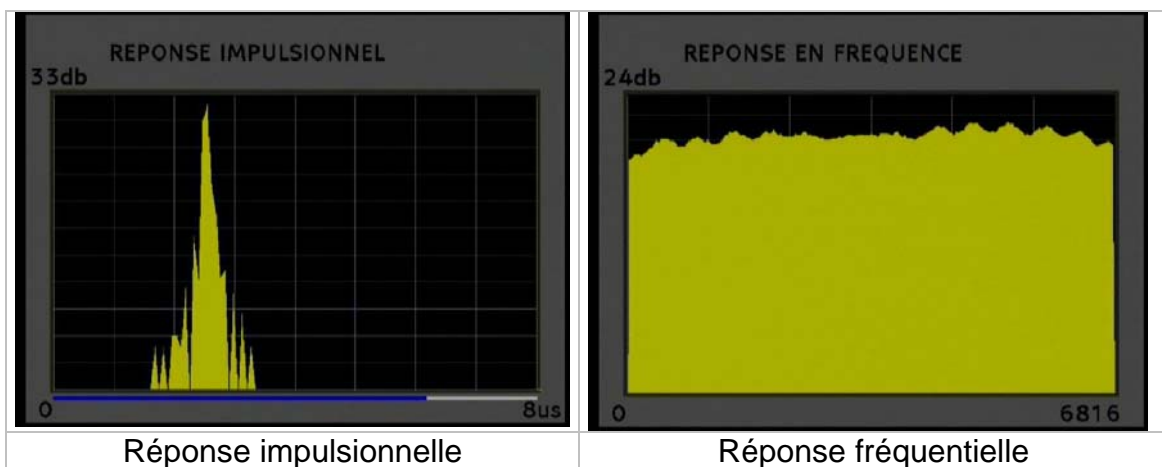 REPONSE IMPULSIONNEL
33db
0
8us
Réponse impulsionnelle
REPONSE EN FREQUENCE
24db
0
6816
Réponse fréquentielle